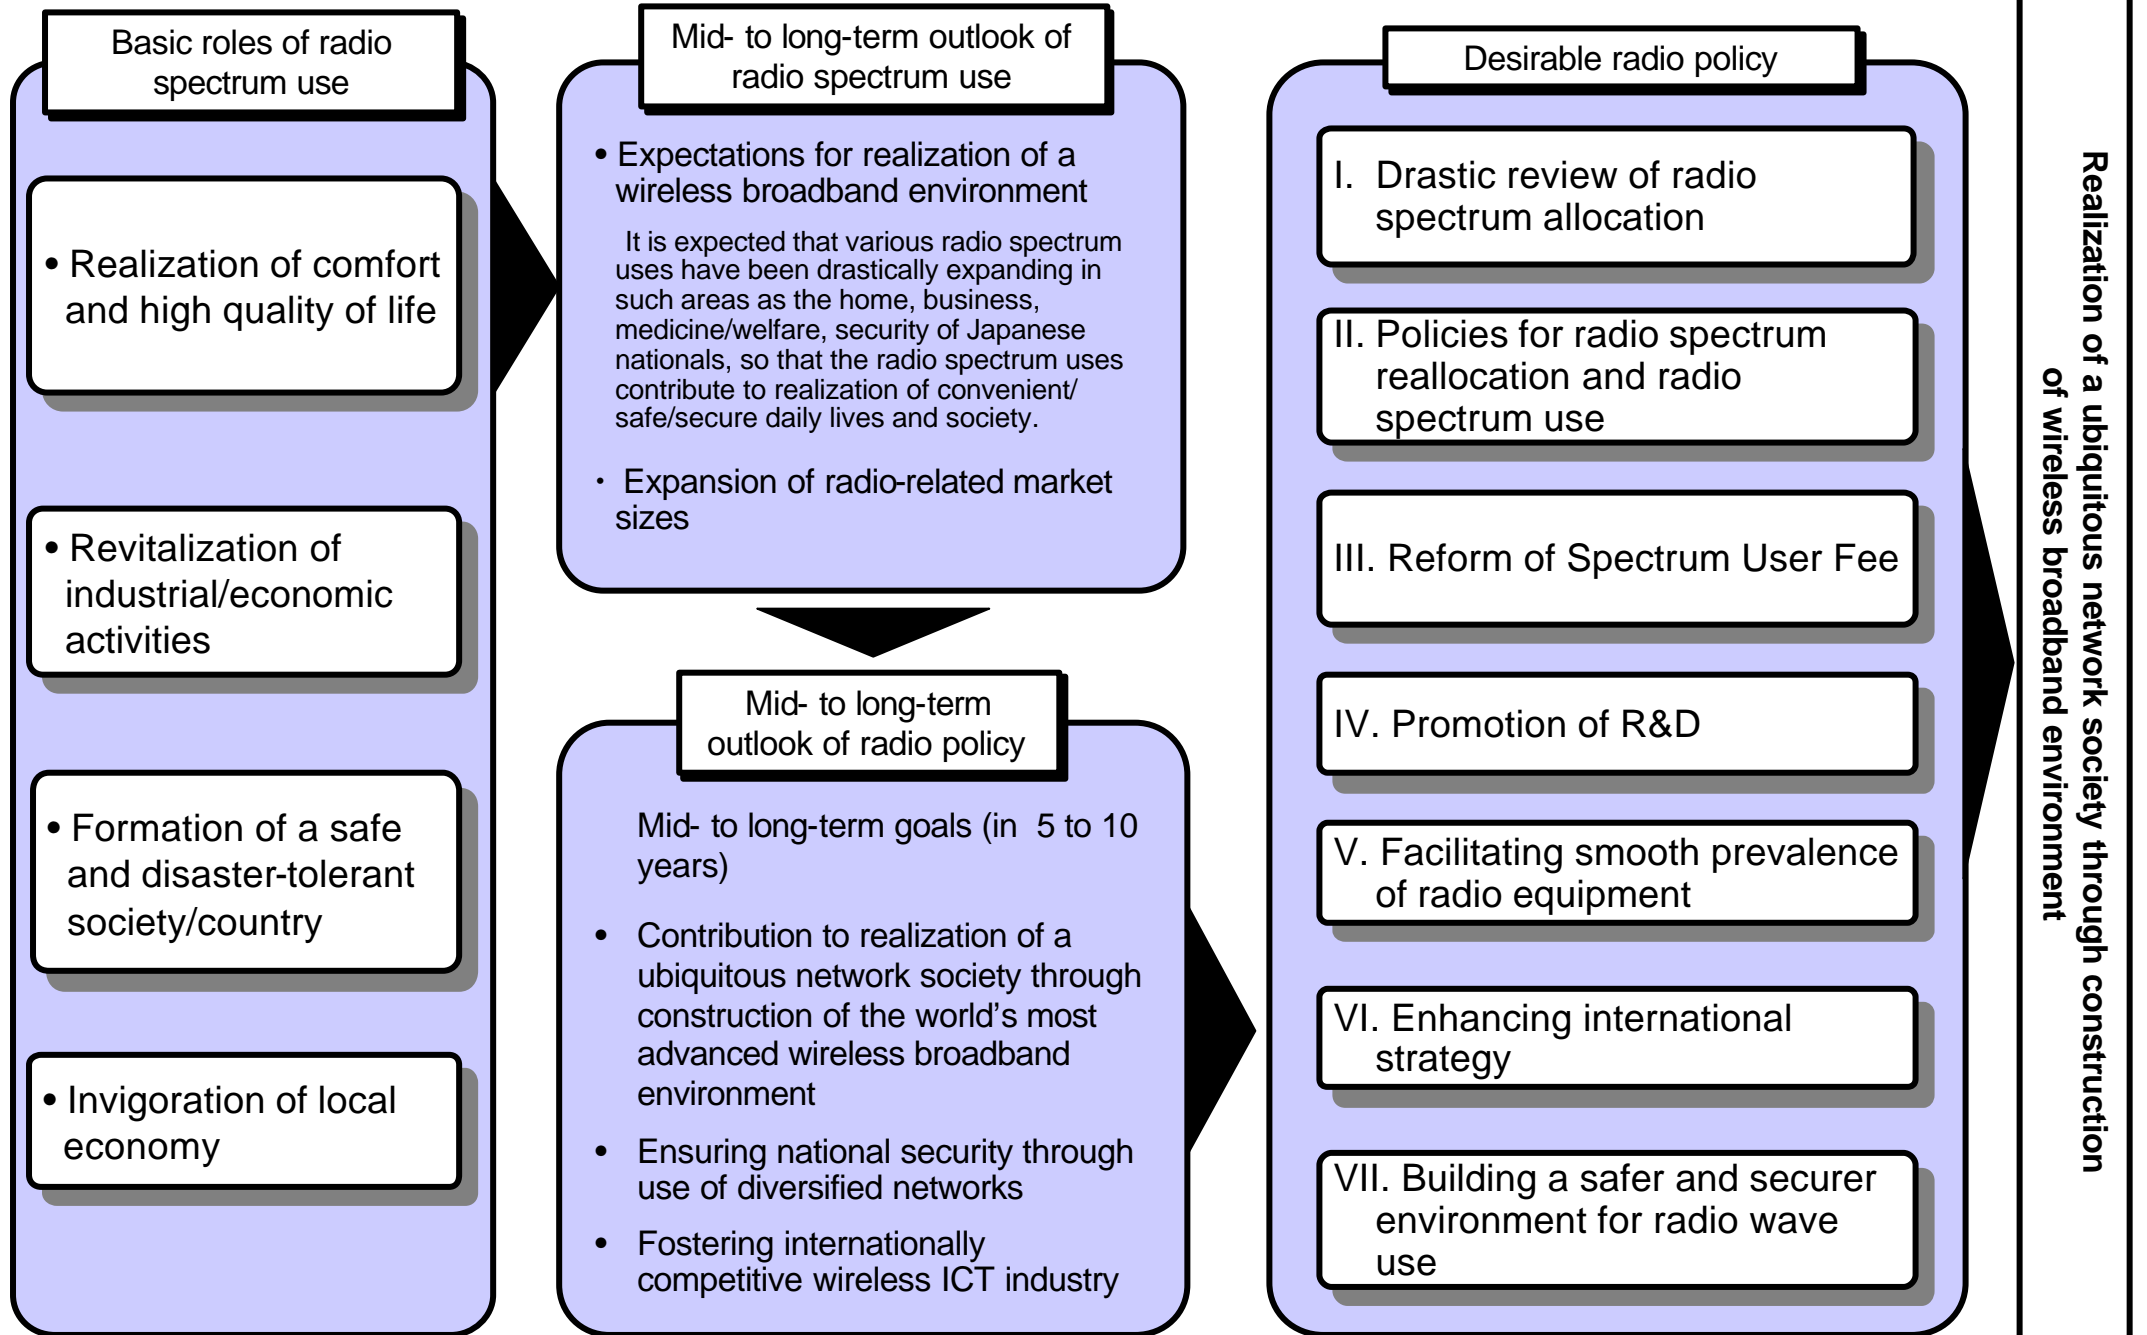 Basic roles of radio
spectrum use
• Realization of comfort
and high quality of life
• Revitalization of
industrial/economic
activities
• Formation of a safe
and disaster-tolerant
society/country
• Invigoration of local
economy
Mid- to long-term outlook of
radio spectrum use
• Expectations for realization of a
wireless broadband environment
It is expected that various radio spectrum
uses have been drastically expanding in
such areas as the home, business,
medicine/welfare, security of Japanese
nationals, so that the radio spectrum uses
contribute to realization of convenient/
safe/secure daily lives and society.
・ Expansion of radio-related market
sizes
Mid- to long-term
outlook of radio policy
Mid- to long-term goals (in 5 to 10
years)
• Contribution to realization of a
ubiquitous network society through
construction of the world’s most
advanced wireless broadband
environment
• Ensuring national security through
use of diversified networks
• Fostering internationally
competitive wireless ICT industry
Desirable radio policy
I. Drastic review of radio
spectrum allocation
II. Policies for radio spectrum
reallocation and radio
spectrum use
III. Reform of Spectrum User Fee
IV. Promotion of R&D
V. Facilitating smooth prevalence
of radio equipment
VI. Enhancing international
strategy
VII. Building a safer and securer
environment for radio wave
use
Realization of a ubiquitous network society through construction
of wireless broadband environment